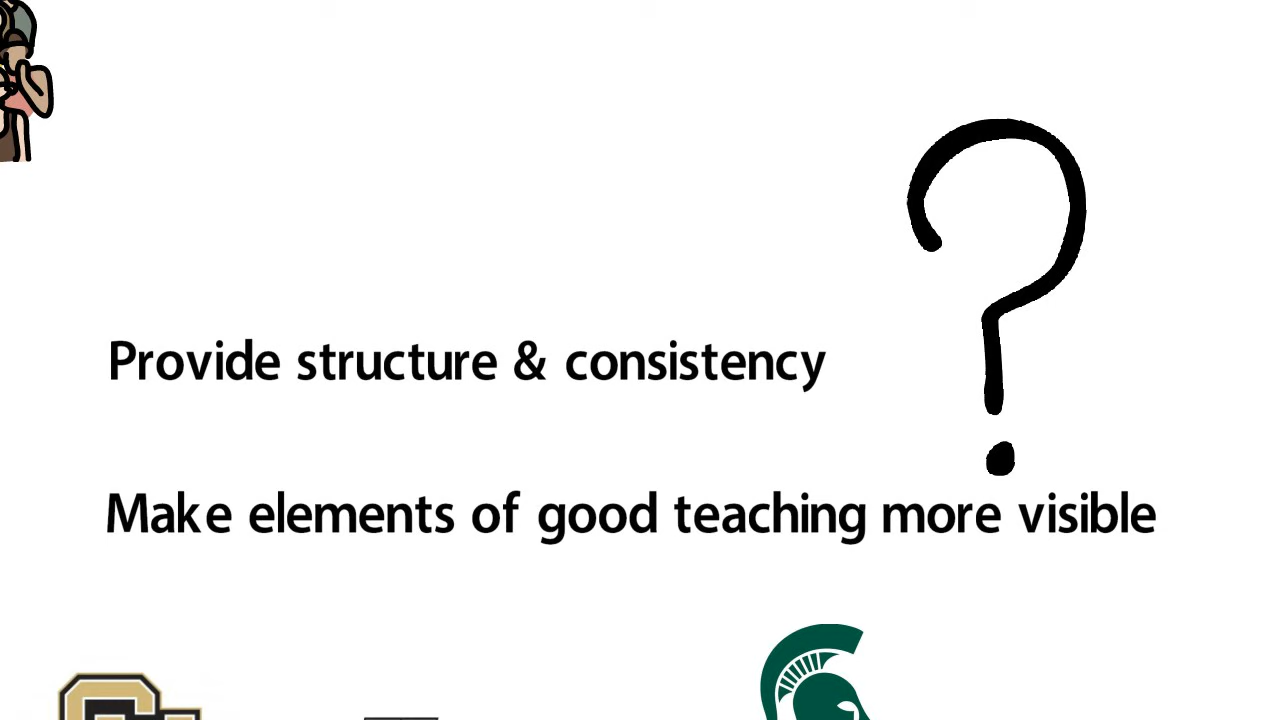 Provide structure & consistency
Make elements of good teaching more visible